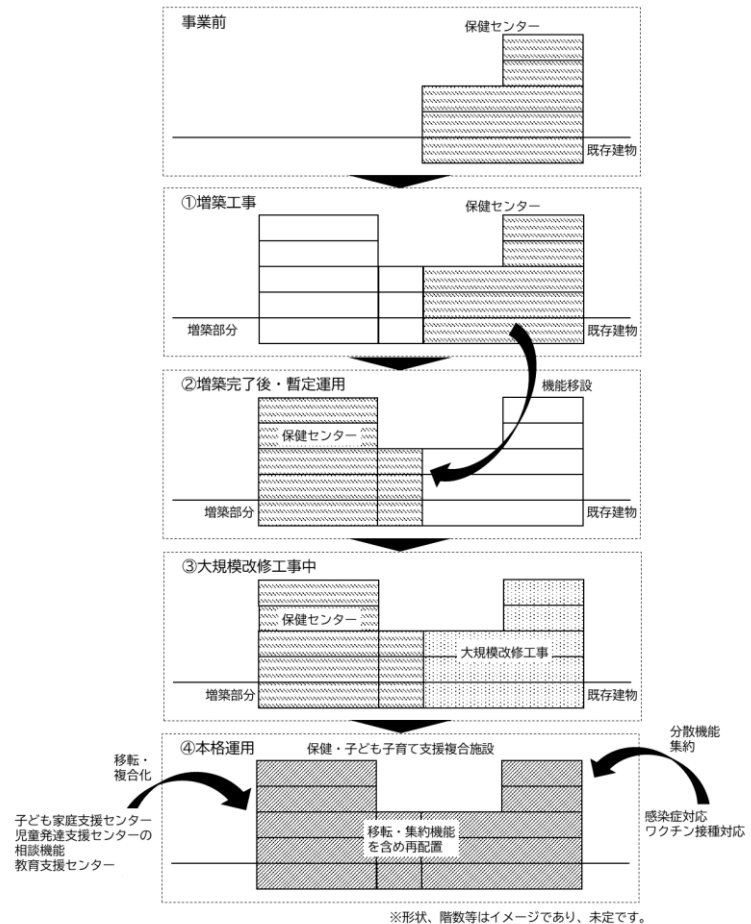 事業前
保健センター
既存建物
①増築工事
保健センター
増築部分
既存建物
②増築完了後・暫定運用
機能移設
保健センター
増築部分
既存建物
③大規模改修工事中
保健センター
大規模改修工事
増築部分
既存建物
④本格運用
保健・子ども子育て支援複合施設
移転・
複合化
分散機能
集約
子ども家庭支援センター
児童発達支援センターの
相談機能
教育支援センター
移転・集約機能
を含め再配置
感染症対応
ワクチン接種対応
※形状、階数等はイメージであり、未定です。